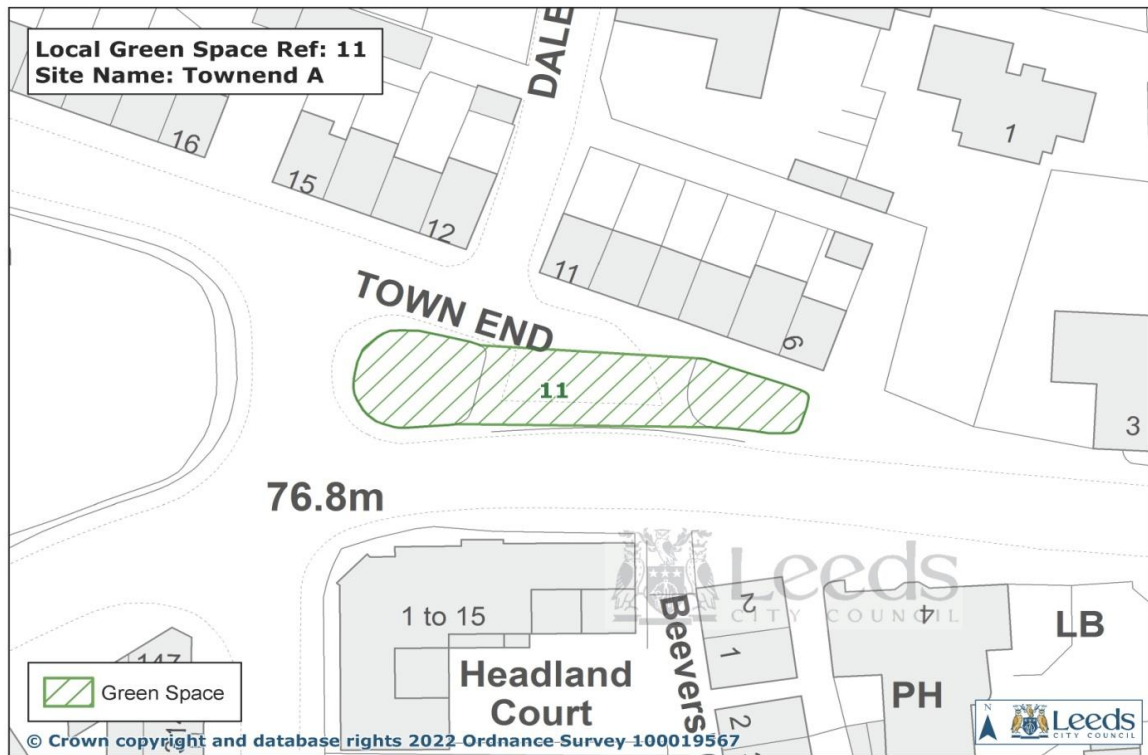 Local Green Space Ref: 11
Site Name: Townend A
DALE
16
15
12
11
6
1
3
TOWN END
11
76.8m
1 to 15
Headland
Court
Beevers
2
1
2
4
PH
LB
Leeds
CITY COUNCIL
147
Green Space
N
Leeds
CITY COUNCIL
© Crown copyright and database rights 2022 Ordnance Survey 100019567